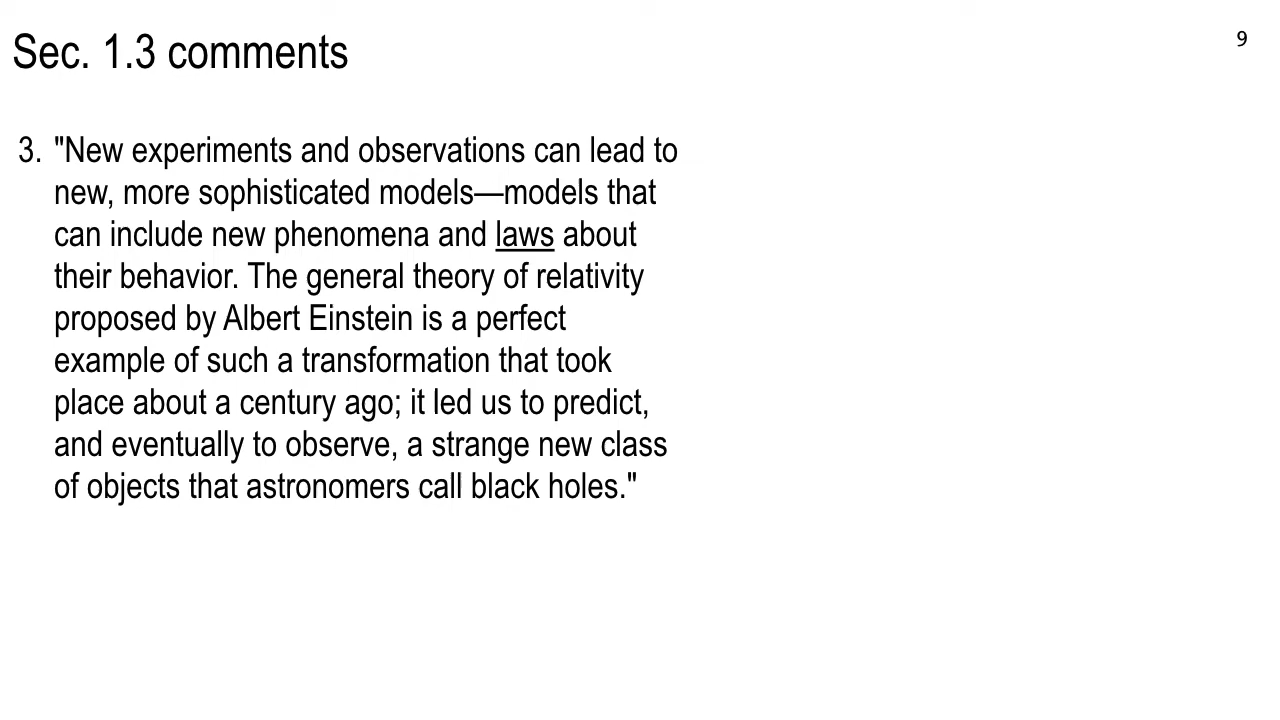 Sec. 1.3 comments
9
3. "New experiments and observations can lead to
new, more sophisticated models—models that
can include new phenomena and laws about
their behavior. The general theory of relativity
proposed by Albert Einstein is a perfect
example of such a transformation that took
place about a century ago; it led us to predict,
and eventually to observe, a strange new class
of objects that astronomers call black holes."